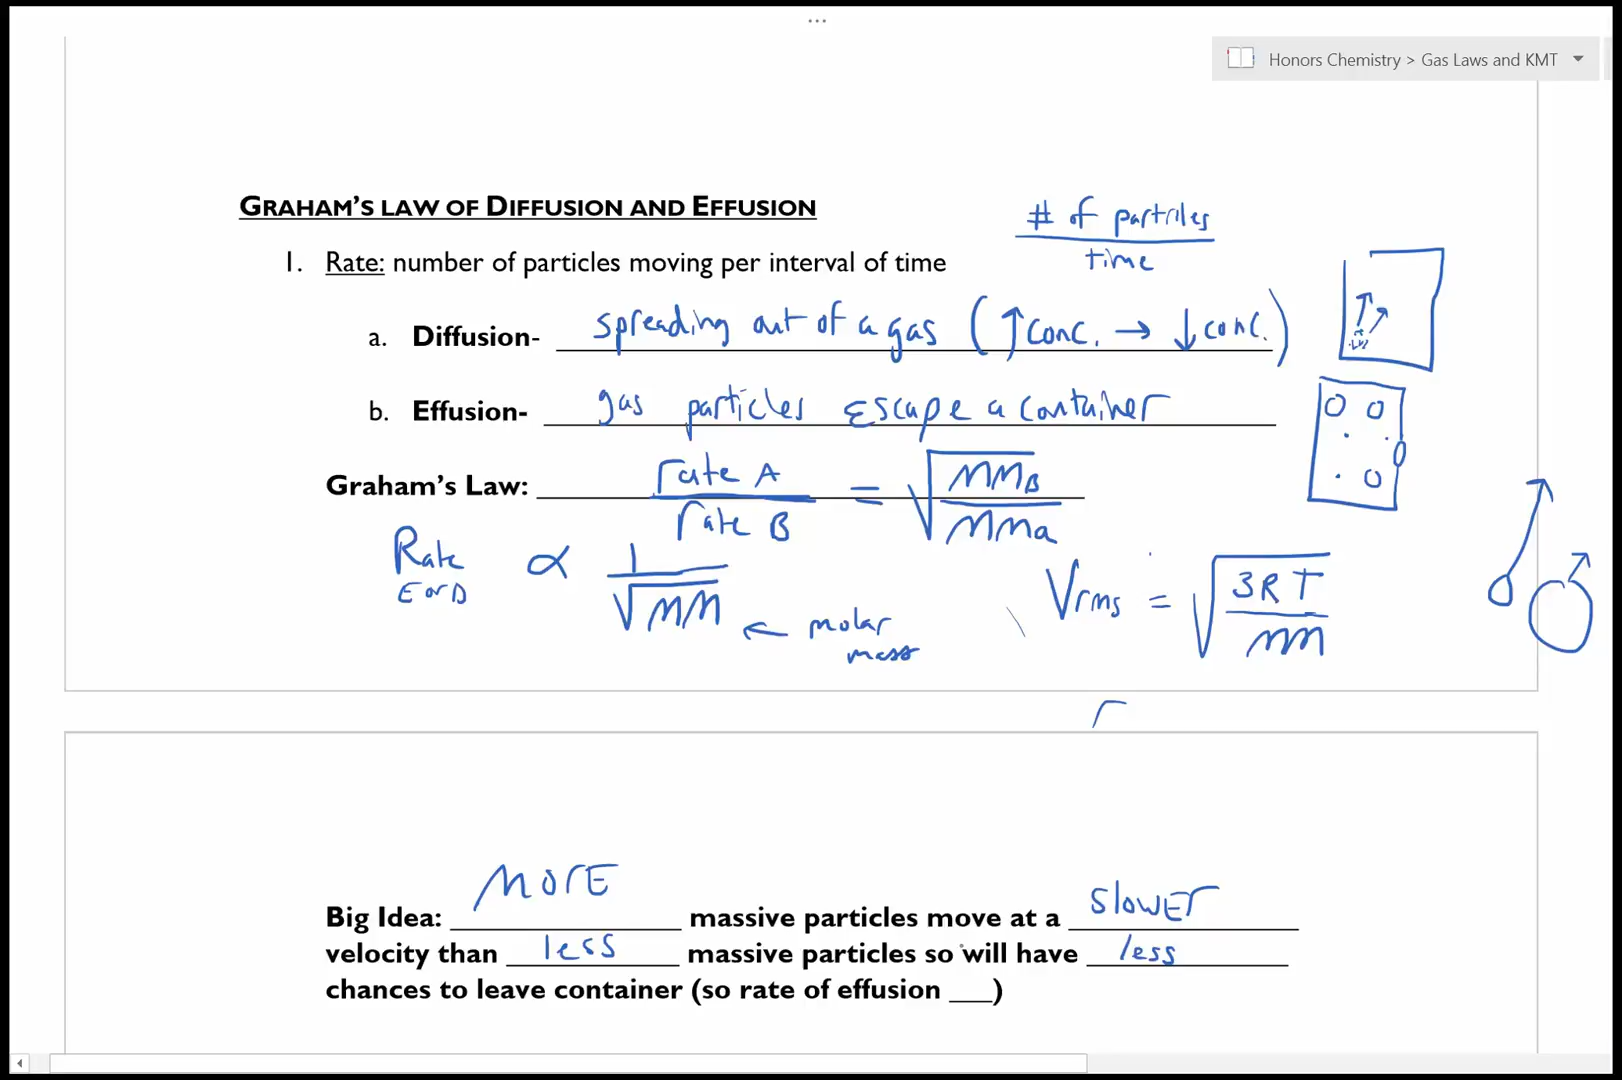 ...
Honors Chemistry > Gas Laws and KMT
GRAHAM'S LAW OF DIFFUSION AND EFFUSION
# of particles
time
1. Rate: number of particles moving per interval of time
a. Diffusion- spreading out of a gas (↑ conc. → ↓ conc.)
b. Effusion- gas particles escape a container
Graham's Law: rate A / rate B = √(MMB / MMa)
Rate E or D ∝ 1 / √MM ← molar mass
Vrms = √(3RT / MM)
Big Idea: more massive particles move at a slower
velocity than less massive particles so will have less
chances to leave container (so rate of effusion ___)